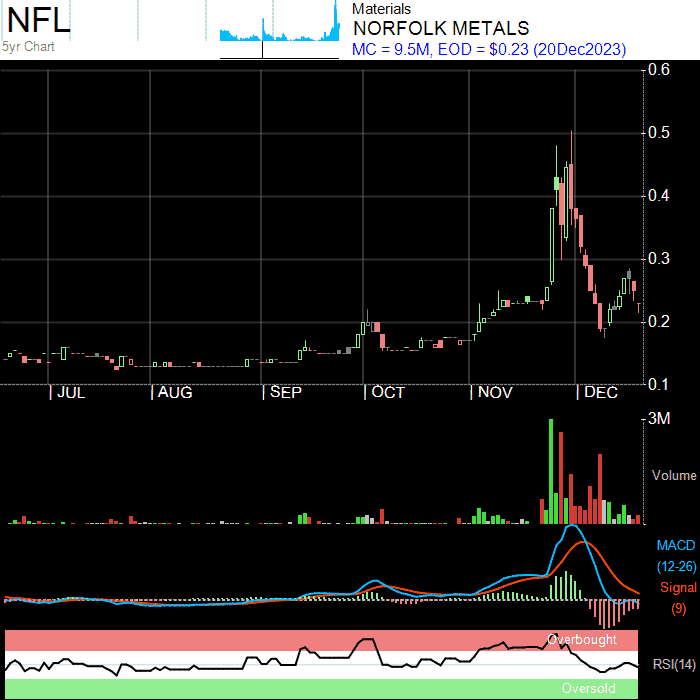 NFL
5yr Chart
Materials
NORFOLK METALS
MC = 9.5M, EOD = $0.23 (20Dec2023)
0.6
0.5
0.4
0.3
0.2
0.1
JUL
AUG
SEP
OCT
NOV
DEC
3M
Volume
MACD
(12-26)
Signal
(9)
Overbought
RSI(14)
Oversold